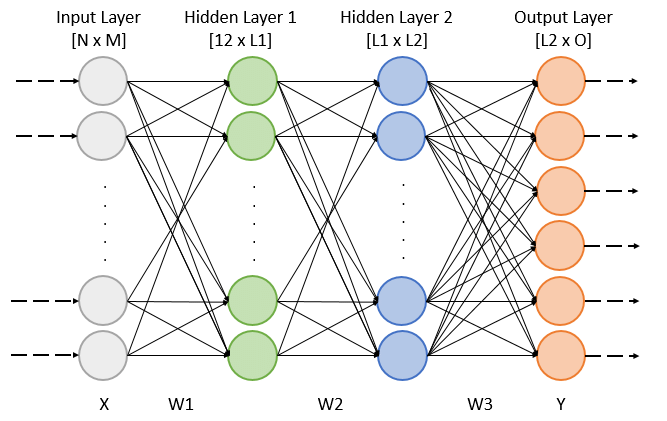 Input Layer
[N x M]
Hidden Layer 1
[12 x L1]
Hidden Layer 2
[L1 x L2]
Output Layer
[L2 x O]
X
W1
W2
W3
Y